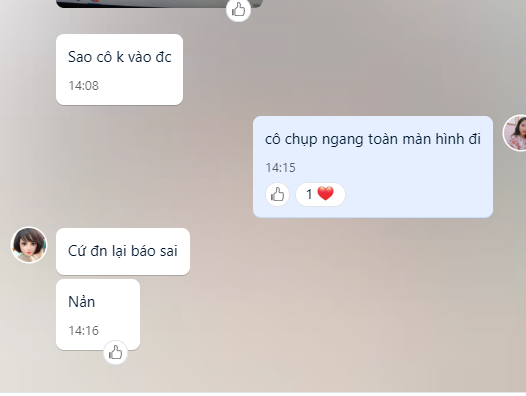 Sao cô k vào đc
14:08
cô chụp ngang toàn màn hình đi
14:15
1
Cứ đn lại báo sai
Nản
14:16